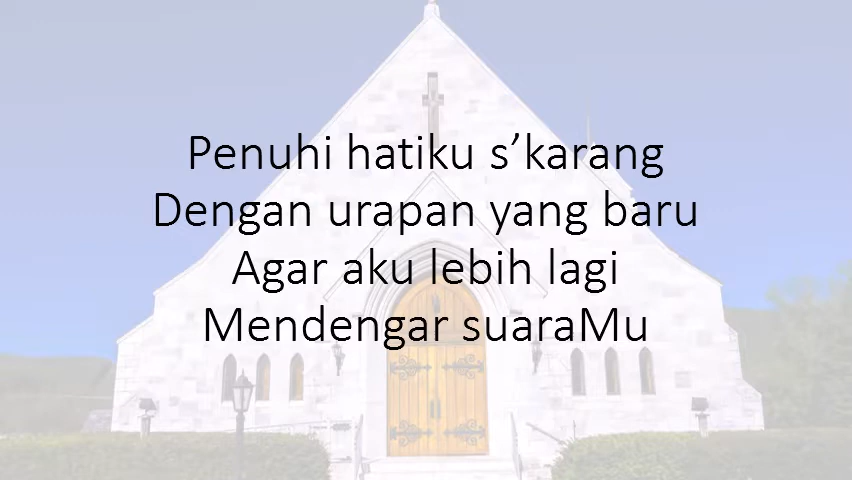 Penuhi hatiku s’karang
Dengan urapan yang baru
Agar aku lebih lagi
Mendengar suaraMu